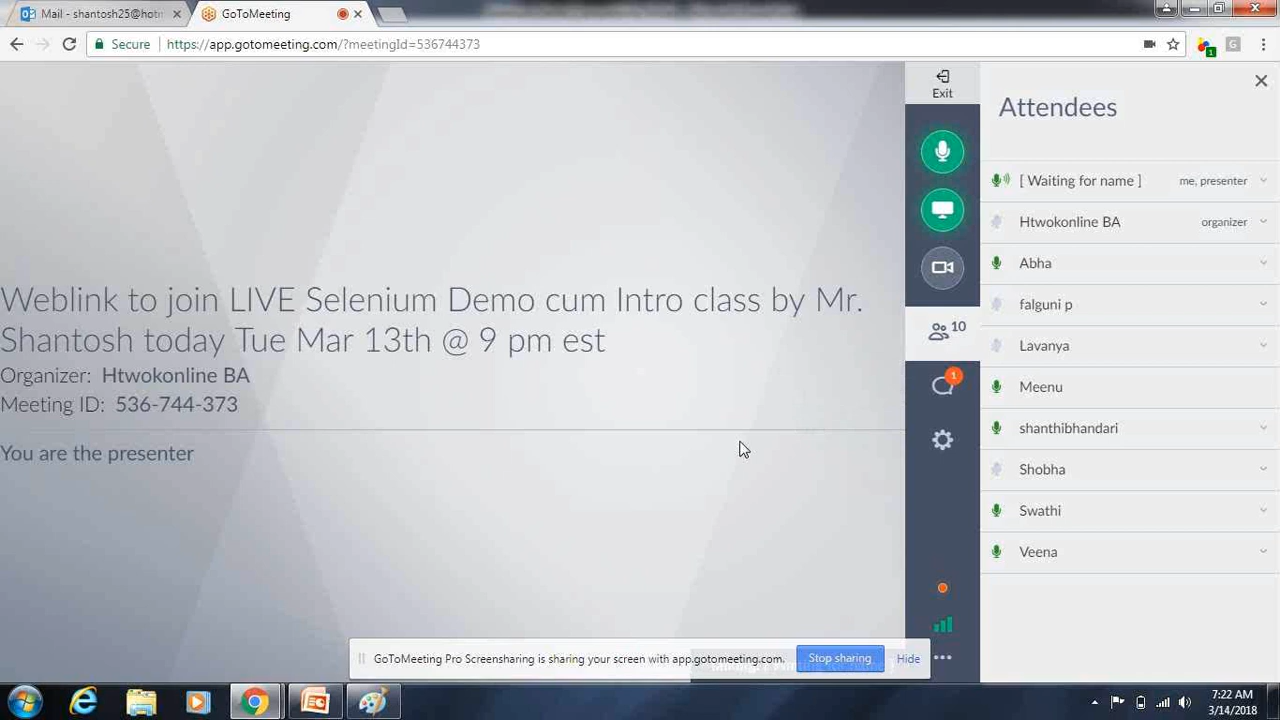 Mail - shantosh25@hotm
GoToMeeting
Secure
https://app.gotomeeting.com/?meetingId=536744373
1
G
Exit
Attendees
[ Waiting for name ]
me, presenter
Htwokonline BA
organizer
Abha
falguni p
10
Lavanya
1
Meenu
shanthibhandari
Shobha
Swathi
Veena
Weblink to join LIVE Selenium Demo cum Intro class by Mr.
Shantosh today Tue Mar 13th @ 9 pm est
Organizer: Htwokonline BA
Meeting ID: 536-744-373
You are the presenter
GoToMeeting Pro Screensharing is sharing your screen with app.gotomeeting.com.
Stop sharing
Hide
7:22 AM
3/14/2018